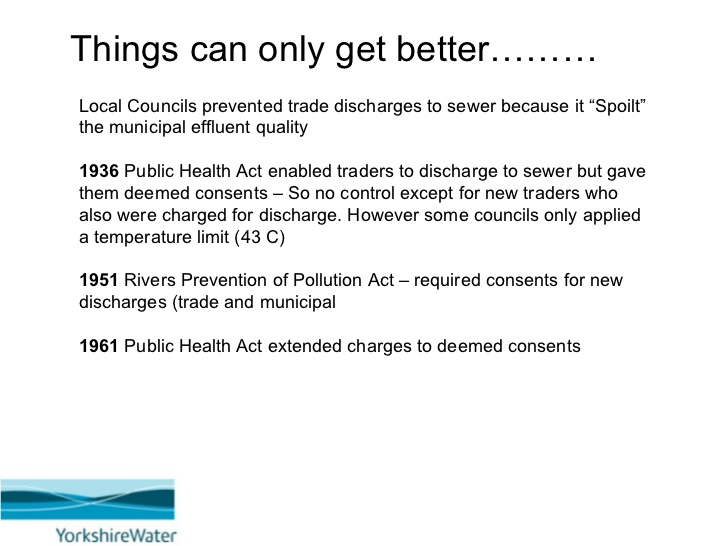 Things can only get better………
Local Councils prevented trade discharges to sewer because it “Spoilt”
the municipal effluent quality
1936 Public Health Act enabled traders to discharge to sewer but gave
them deemed consents – So no control except for new traders who
also were charged for discharge. However some councils only applied
a temperature limit (43 C)
1951 Rivers Prevention of Pollution Act – required consents for new
discharges (trade and municipal
1961 Public Health Act extended charges to deemed consents
YorkshireWater